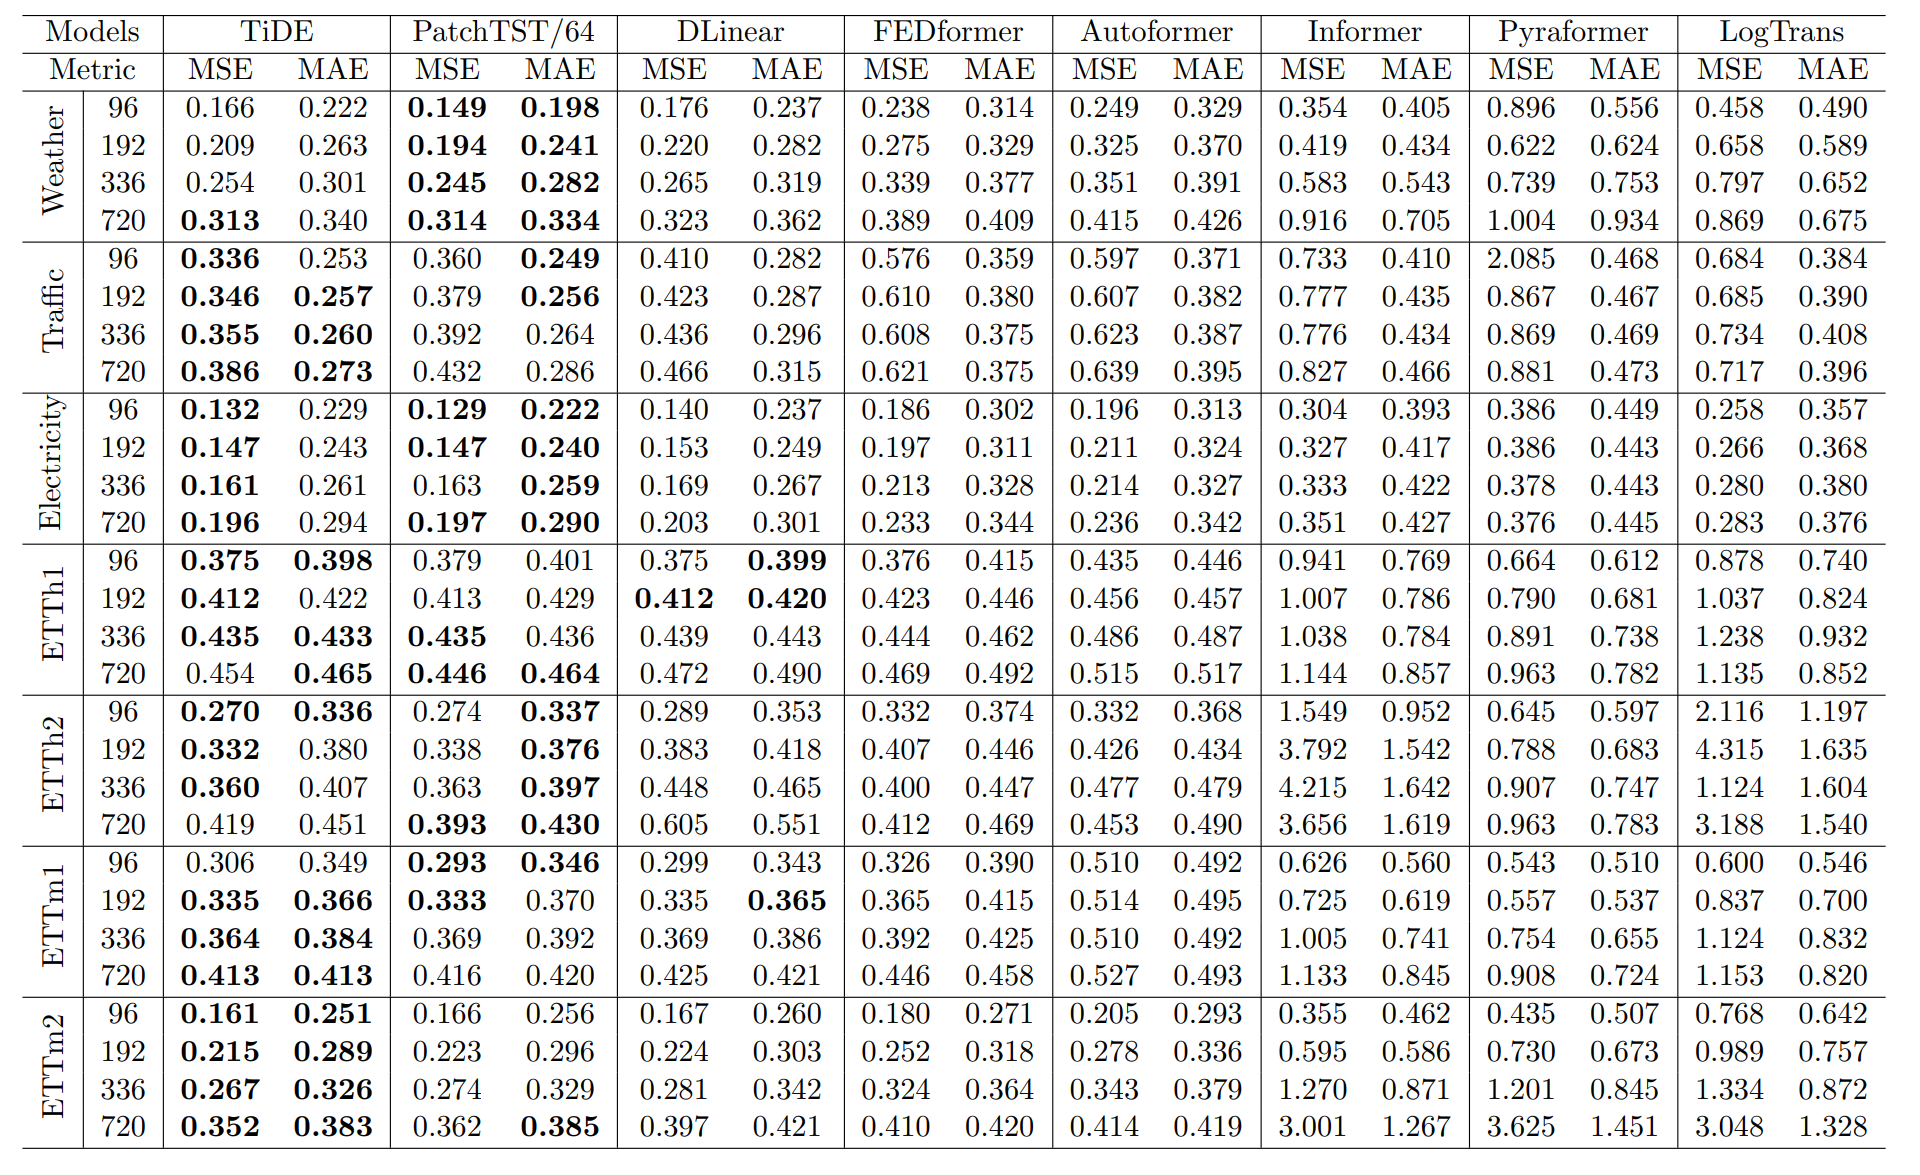 Models TiDE PatchTST/64 DLinear FEDformer Autoformer Informer Pyraformer LogTrans
Metric MSE MAE MSE MAE MSE MAE MSE MAE MSE MAE MSE MAE MSE MAE MSE MAE
Weather
96 0.166 0.222 0.149 0.198 0.176 0.237 0.238 0.314 0.249 0.329 0.354 0.405 0.896 0.556 0.458 0.490
192 0.209 0.263 0.194 0.241 0.220 0.282 0.275 0.329 0.325 0.370 0.419 0.434 0.622 0.624 0.658 0.589
336 0.254 0.301 0.245 0.282 0.265 0.319 0.339 0.377 0.351 0.391 0.583 0.543 0.739 0.753 0.797 0.652
720 0.313 0.340 0.314 0.334 0.323 0.362 0.389 0.409 0.415 0.426 0.916 0.705 1.004 0.934 0.869 0.675
Traffic
96 0.336 0.253 0.360 0.249 0.410 0.282 0.576 0.359 0.597 0.371 0.733 0.410 2.085 0.468 0.684 0.384
192 0.346 0.257 0.379 0.256 0.423 0.287 0.610 0.380 0.607 0.382 0.777 0.435 0.867 0.467 0.685 0.390
336 0.355 0.260 0.392 0.264 0.436 0.296 0.608 0.375 0.623 0.387 0.776 0.434 0.869 0.469 0.734 0.408
720 0.386 0.273 0.432 0.286 0.466 0.315 0.621 0.375 0.639 0.395 0.827 0.466 0.881 0.473 0.717 0.396
Electricity
96 0.132 0.229 0.129 0.222 0.140 0.237 0.186 0.302 0.196 0.313 0.304 0.393 0.386 0.449 0.258 0.357
192 0.147 0.243 0.147 0.240 0.153 0.249 0.197 0.311 0.211 0.324 0.327 0.417 0.386 0.443 0.266 0.368
336 0.161 0.261 0.163 0.259 0.169 0.267 0.213 0.328 0.214 0.327 0.333 0.422 0.378 0.443 0.280 0.380
720 0.196 0.294 0.197 0.290 0.203 0.301 0.233 0.344 0.236 0.342 0.351 0.427 0.376 0.445 0.283 0.376
ETTh1
96 0.375 0.398 0.379 0.401 0.375 0.399 0.376 0.415 0.435 0.446 0.941 0.769 0.664 0.612 0.878 0.740
192 0.412 0.422 0.413 0.429 0.412 0.420 0.423 0.446 0.456 0.457 1.007 0.786 0.790 0.681 1.037 0.824
336 0.435 0.433 0.435 0.436 0.439 0.443 0.444 0.462 0.486 0.487 1.038 0.784 0.891 0.738 1.238 0.932
720 0.454 0.465 0.446 0.464 0.472 0.490 0.469 0.492 0.515 0.517 1.144 0.857 0.963 0.782 1.135 0.852
ETTh2
96 0.270 0.336 0.274 0.337 0.289 0.353 0.332 0.374 0.332 0.368 1.549 0.952 0.645 0.597 2.116 1.197
192 0.332 0.380 0.338 0.376 0.383 0.418 0.407 0.446 0.426 0.434 3.792 1.542 0.788 0.683 4.315 1.635
336 0.360 0.407 0.363 0.397 0.448 0.465 0.400 0.447 0.477 0.479 4.215 1.642 0.907 0.747 1.124 1.604
720 0.419 0.451 0.393 0.430 0.605 0.551 0.412 0.469 0.453 0.490 3.656 1.619 0.963 0.783 3.188 1.540
ETTm1
96 0.306 0.349 0.293 0.346 0.299 0.343 0.326 0.390 0.510 0.492 0.626 0.560 0.543 0.510 0.600 0.546
192 0.335 0.366 0.333 0.370 0.335 0.365 0.365 0.415 0.514 0.495 0.725 0.619 0.557 0.537 0.837 0.700
336 0.364 0.384 0.369 0.392 0.369 0.386 0.392 0.425 0.510 0.492 1.005 0.741 0.754 0.655 1.124 0.832
720 0.413 0.413 0.416 0.420 0.425 0.421 0.446 0.458 0.527 0.493 1.133 0.845 0.908 0.724 1.153 0.820
ETTm2
96 0.161 0.251 0.166 0.256 0.167 0.260 0.180 0.271 0.205 0.293 0.355 0.462 0.435 0.507 0.768 0.642
192 0.215 0.289 0.223 0.296 0.224 0.303 0.252 0.318 0.278 0.336 0.595 0.586 0.730 0.673 0.989 0.757
336 0.267 0.326 0.274 0.329 0.281 0.342 0.324 0.364 0.343 0.379 1.270 0.871 1.201 0.845 1.334 0.872
720 0.352 0.383 0.362 0.385 0.397 0.421 0.410 0.420 0.414 0.419 3.001 1.267 3.625 1.451 3.048 1.328